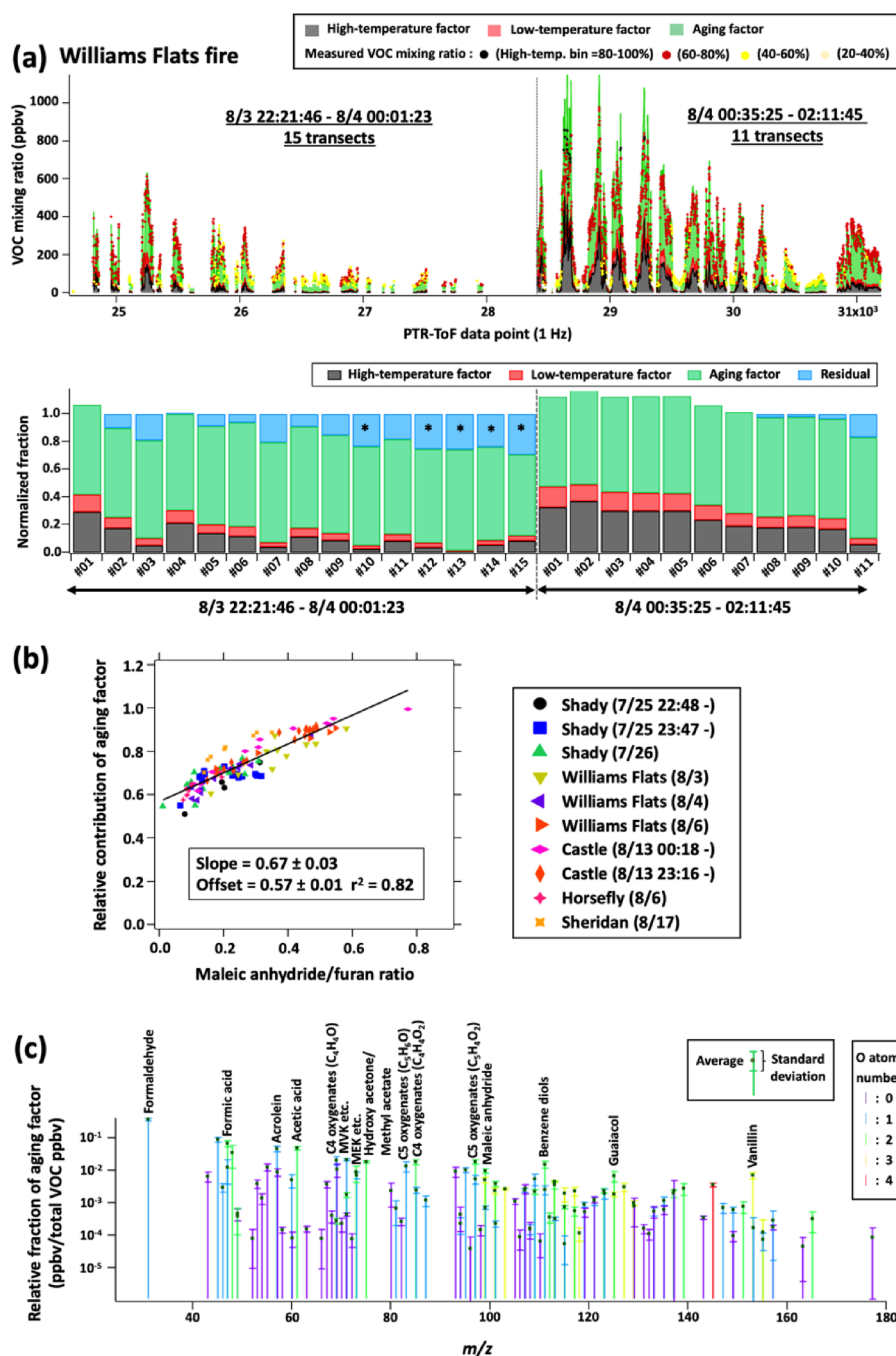 High-temperature factor Low-temperature factor Aging factor
Measured VOC mixing ratio : (High-temp. bin =80-100%) (60-80%) (40-60%) (20-40%)
(a) Williams Flats fire
VOC mixing ratio (ppbv)
1000
800
600
400
200
0
8/3 22:21:46 - 8/4 00:01:23
15 transects
8/4 00:35:25 - 02:11:45
11 transects
25 26 27 28 29 30 31x10³
PTR-ToF data point (1 Hz)
High-temperature factor Low-temperature factor Aging factor Residual
Normalized fraction
1.0
0.8
0.6
0.4
0.2
0.0
* * * * *
#01 #02 #03 #04 #05 #06 #07 #08 #09 #10 #11 #12 #13 #14 #15 #01 #02 #03 #04 #05 #06 #07 #08 #09 #10 #11
8/3 22:21:46 - 8/4 00:01:23 8/4 00:35:25 - 02:11:45
(b)
Relative contribution of aging factor
1.2
1.0
0.8
0.6
0.4
0.2
0.0
Slope = 0.67 ± 0.03
Offset = 0.57 ± 0.01 r² = 0.82
0.0 0.2 0.4 0.6 0.8
Maleic anhydride/furan ratio
Shady (7/25 22:48 -)
Shady (7/25 23:47 -)
Shady (7/26)
Williams Flats (8/3)
Williams Flats (8/4)
Williams Flats (8/6)
Castle (8/13 00:18 -)
Castle (8/13 23:16 -)
Horsefly (8/6)
Sheridan (8/17)
(c)
Relative fraction of aging factor
(ppbv/total VOC ppbv)
10⁻¹
10⁻²
10⁻³
10⁻⁴
10⁻⁵
Formaldehyde
Formic acid
Acrolein
Acetic acid
C4 oxygenates (C₄H₄O)
MVK etc.
MEK etc.
Hydroxy acetone/
Methyl acetate
C5 oxygenates (C₅H₆O)
C4 oxygenates (C₄H₄O₂)
C5 oxygenates (C₅H₄O₂)
Maleic anhydride
Benzene diols
Guaiacol
Vanillin
Average Standard
deviation
O atom
number
: 0
: 1
: 2
: 3
: 4
40 60 80 100 120 140 160 180
m/z